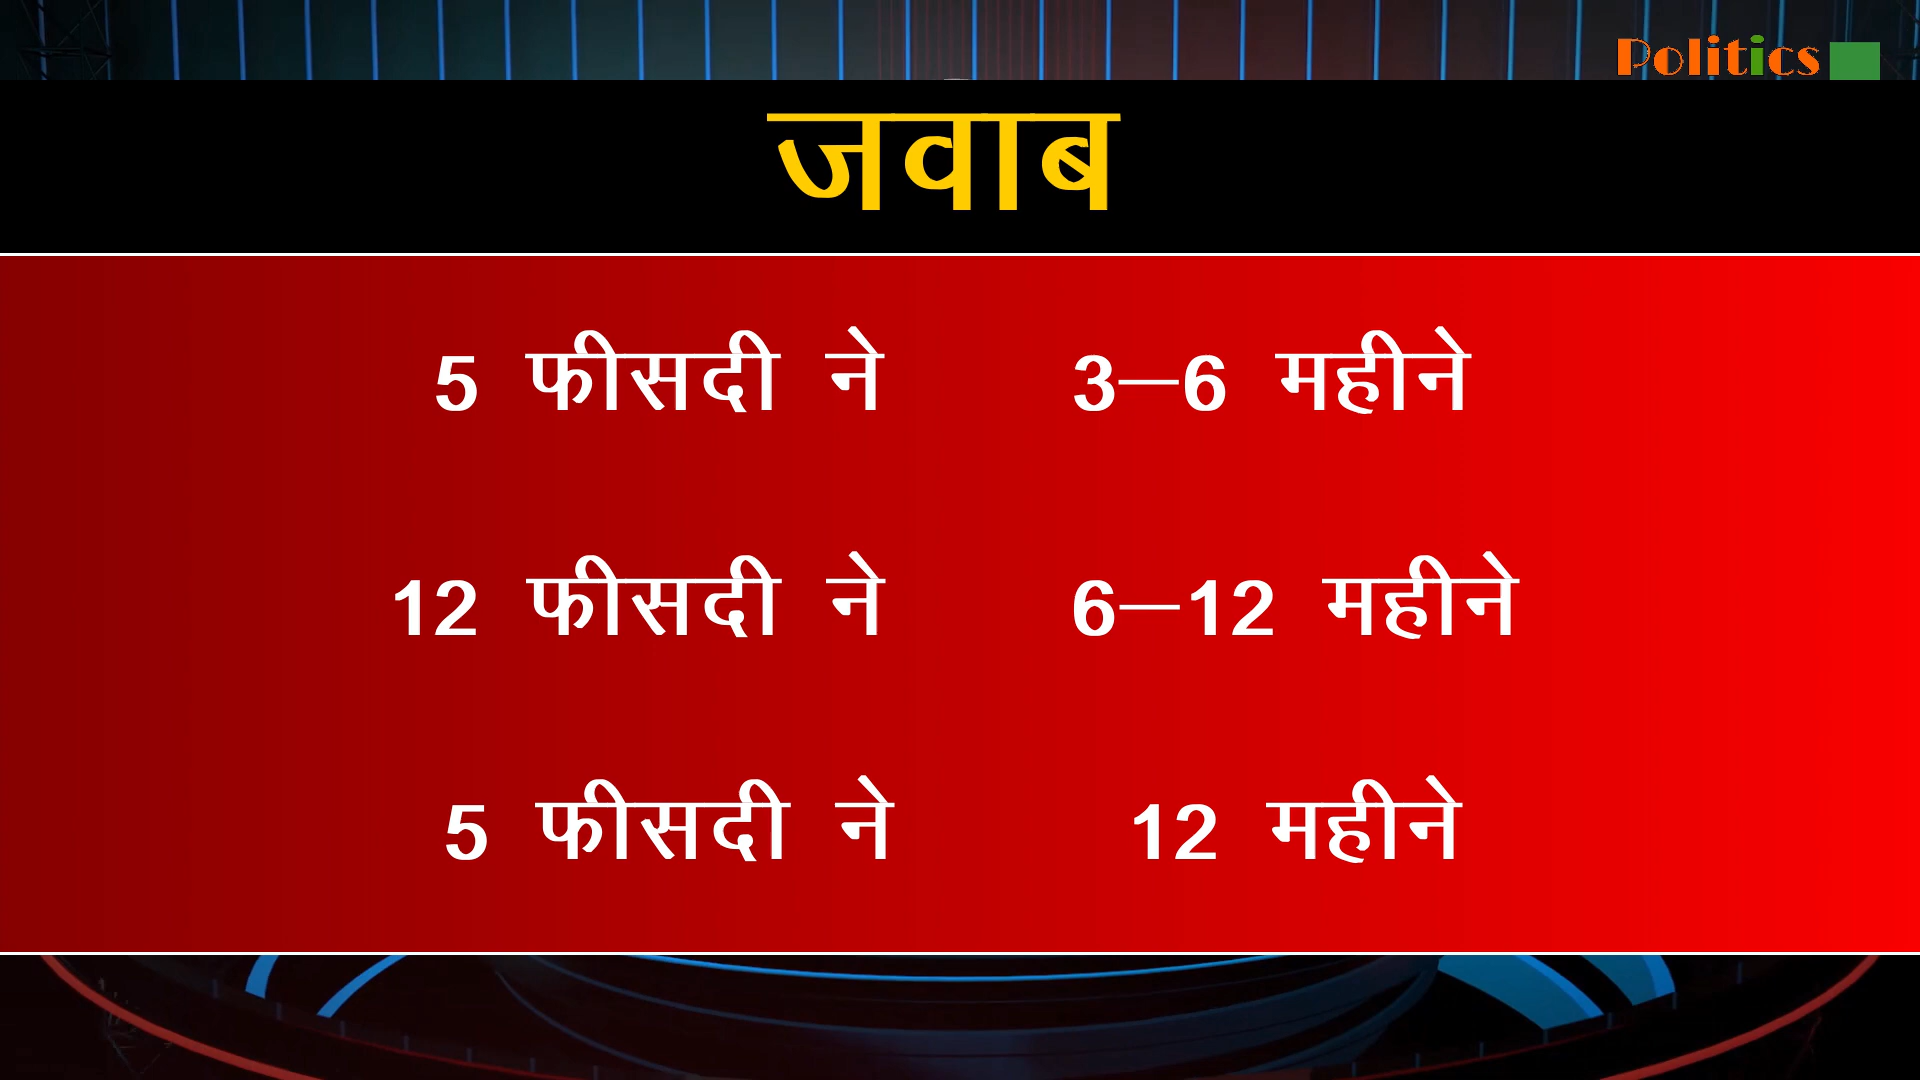 Politics
जवाब
5 फीसदी ने 3–6 महीने
12 फीसदी ने 6–12 महीने
5 फीसदी ने 12 महीने